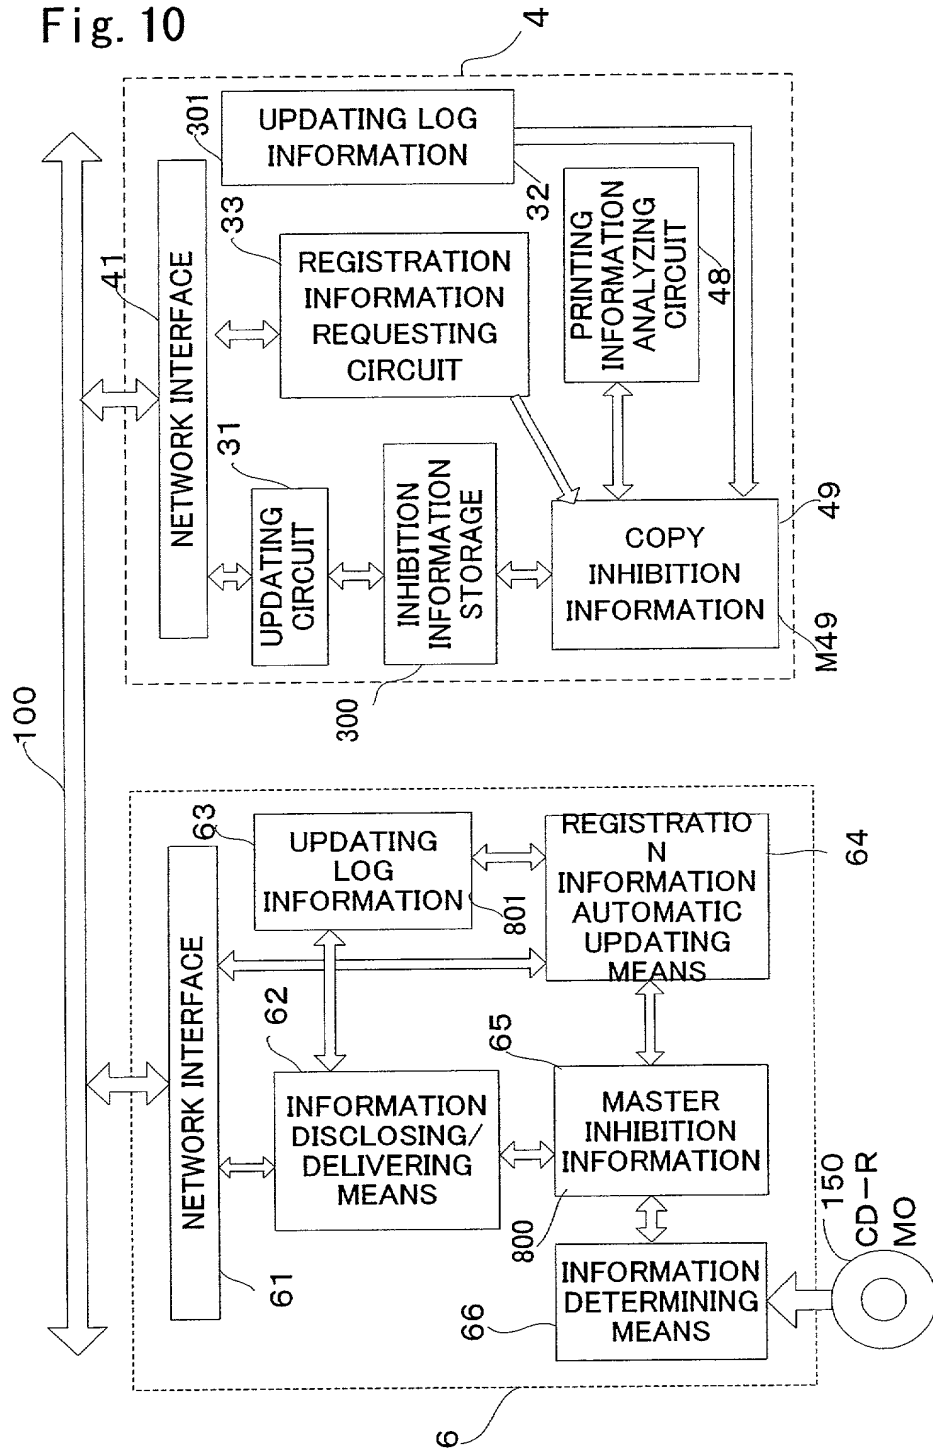 Fig. 10
100
6
NETWORK INTERFACE
61
INFORMATION
DISCLOSING/
DELIVERING
MEANS
62
UPDATING
LOG
INFORMATION
63
801
REGISTRATIO
N
INFORMATION
AUTOMATIC
UPDATING
MEANS
64
MASTER
INHIBITION
INFORMATION
65
800
INFORMATION
DETERMINING
MEANS
66
150
CD-R
MO
4
NETWORK INTERFACE
41
UPDATING
CIRCUIT
31
INHIBITION
INFORMATION
STORAGE
300
REGISTRATION
INFORMATION
REQUESTING
CIRCUIT
33
UPDATING LOG
INFORMATION
301
32
PRINTING
INFORMATION
ANALYZING
CIRCUIT
48
COPY
INHIBITION
INFORMATION
49
M49